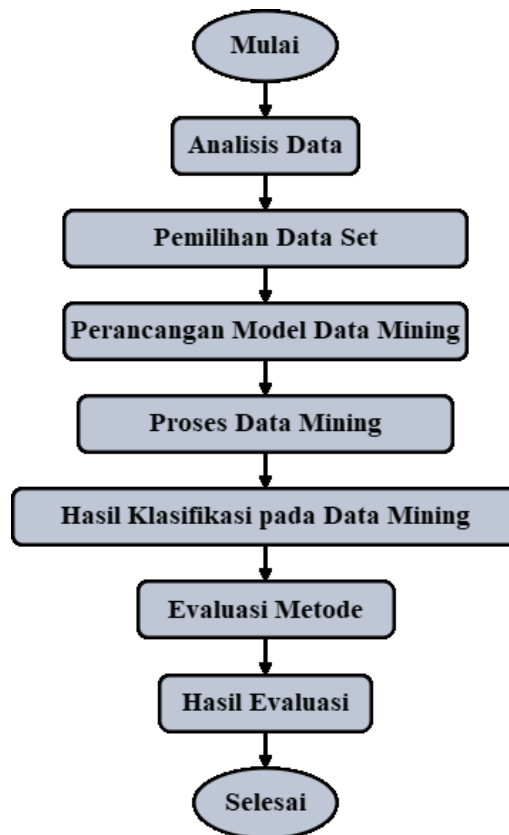 Mulai
Analisis Data
Pemilihan Data Set
Perancangan Model Data Mining
Proses Data Mining
Hasil Klasifikasi pada Data Mining
Evaluasi Metode
Hasil Evaluasi
Selesai